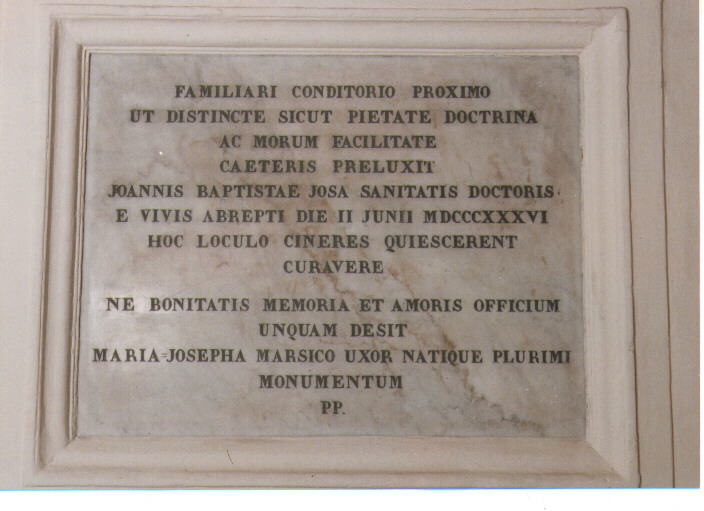 FAMILIARI CONDITORIO PROXIMO
UT DISTINCTE SICUT PIETATE DOCTRINA
AC MORUM FACILITATE
CAETERIS PRELUXIT
JOANNIS BAPTISTAE JOSA SANITATIS DOCTORIS·
E VIVIS ABREPTI DIE II JUNII MDCCCXXXVI
HOC LOCULO CINERES QUIESCERENT
CURAVERE
NE BONITATIS MEMORIA ET AMORIS OFFICIUM
UNQUAM DESIT
MARIA=JOSEPHA MARSICO UXOR NATIQUE PLURIMI
MONUMENTUM
PP.